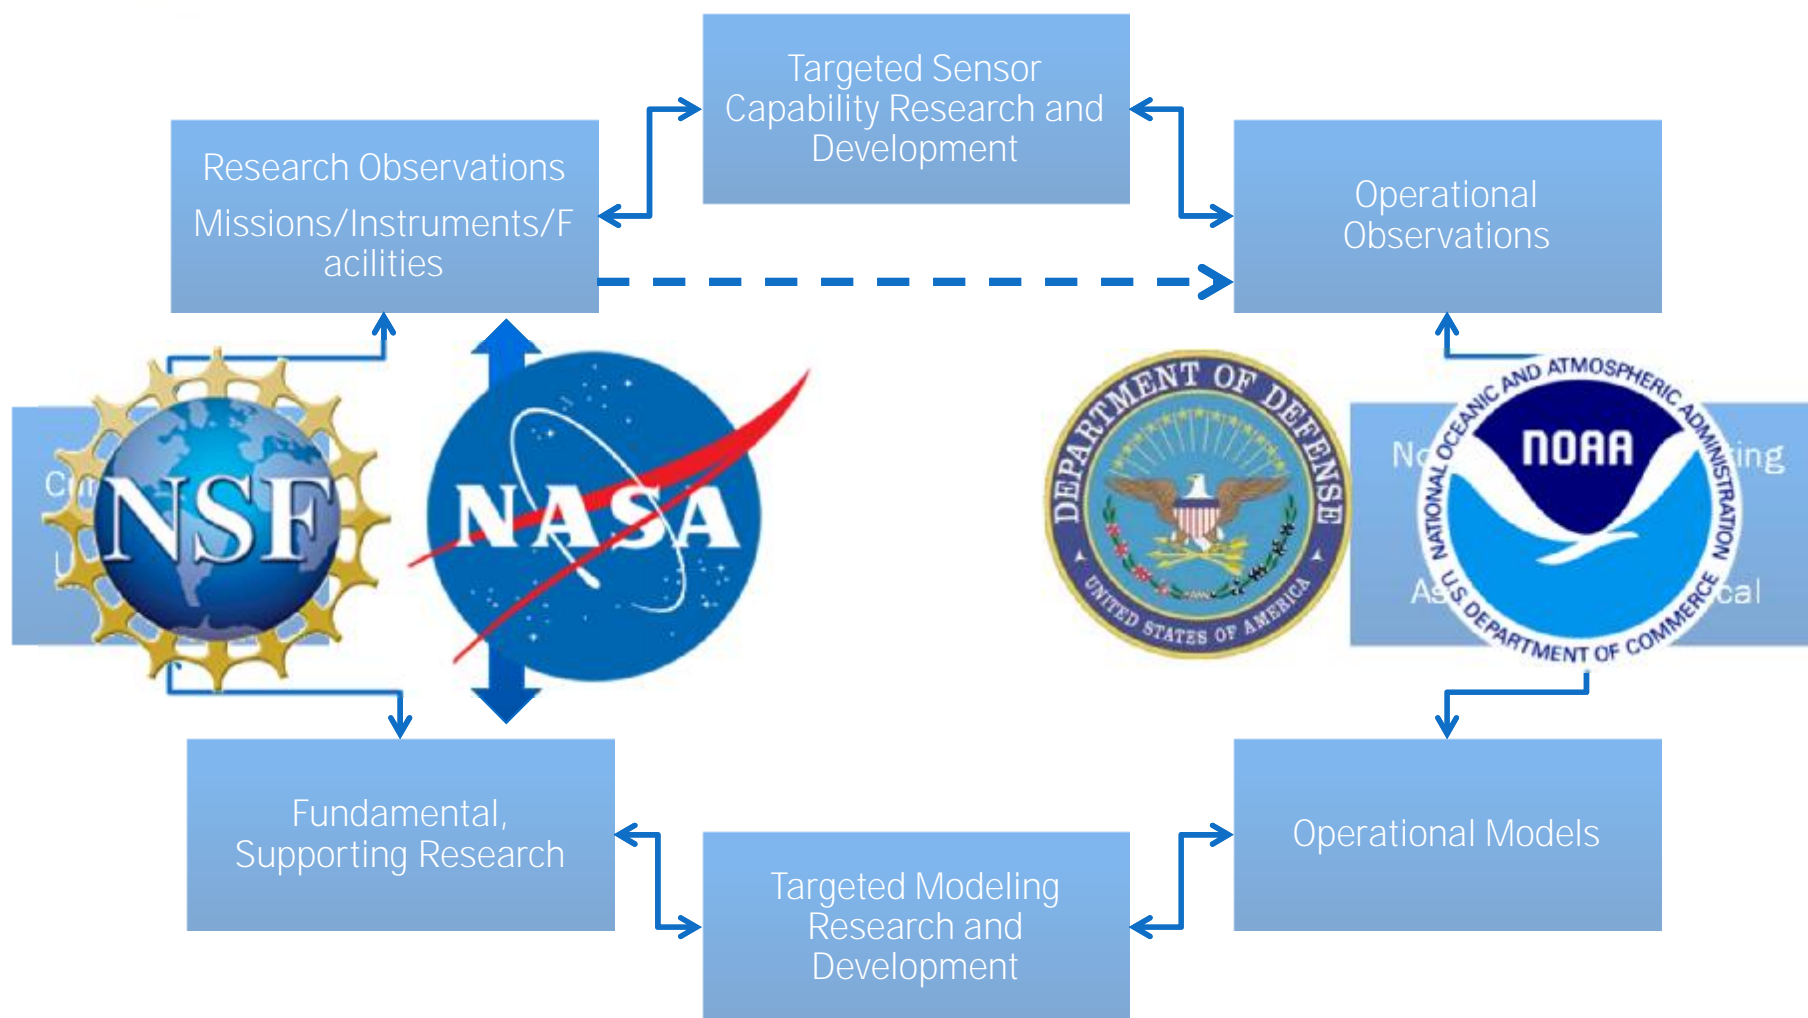 Targeted Sensor
Capability Research and
Development
Research Observations
Missions/Instruments/F
acilities
Operational
Observations
NSF
NASA
DEPARTMENT OF DEFENSE
UNITED STATES OF AMERICA
NATIONAL OCEANIC AND ATMOSPHERIC ADMINISTRATION
NOAA
U.S. DEPARTMENT OF COMMERCE
Fundamental,
Supporting Research
Operational Models
Targeted Modeling
Research and
Development